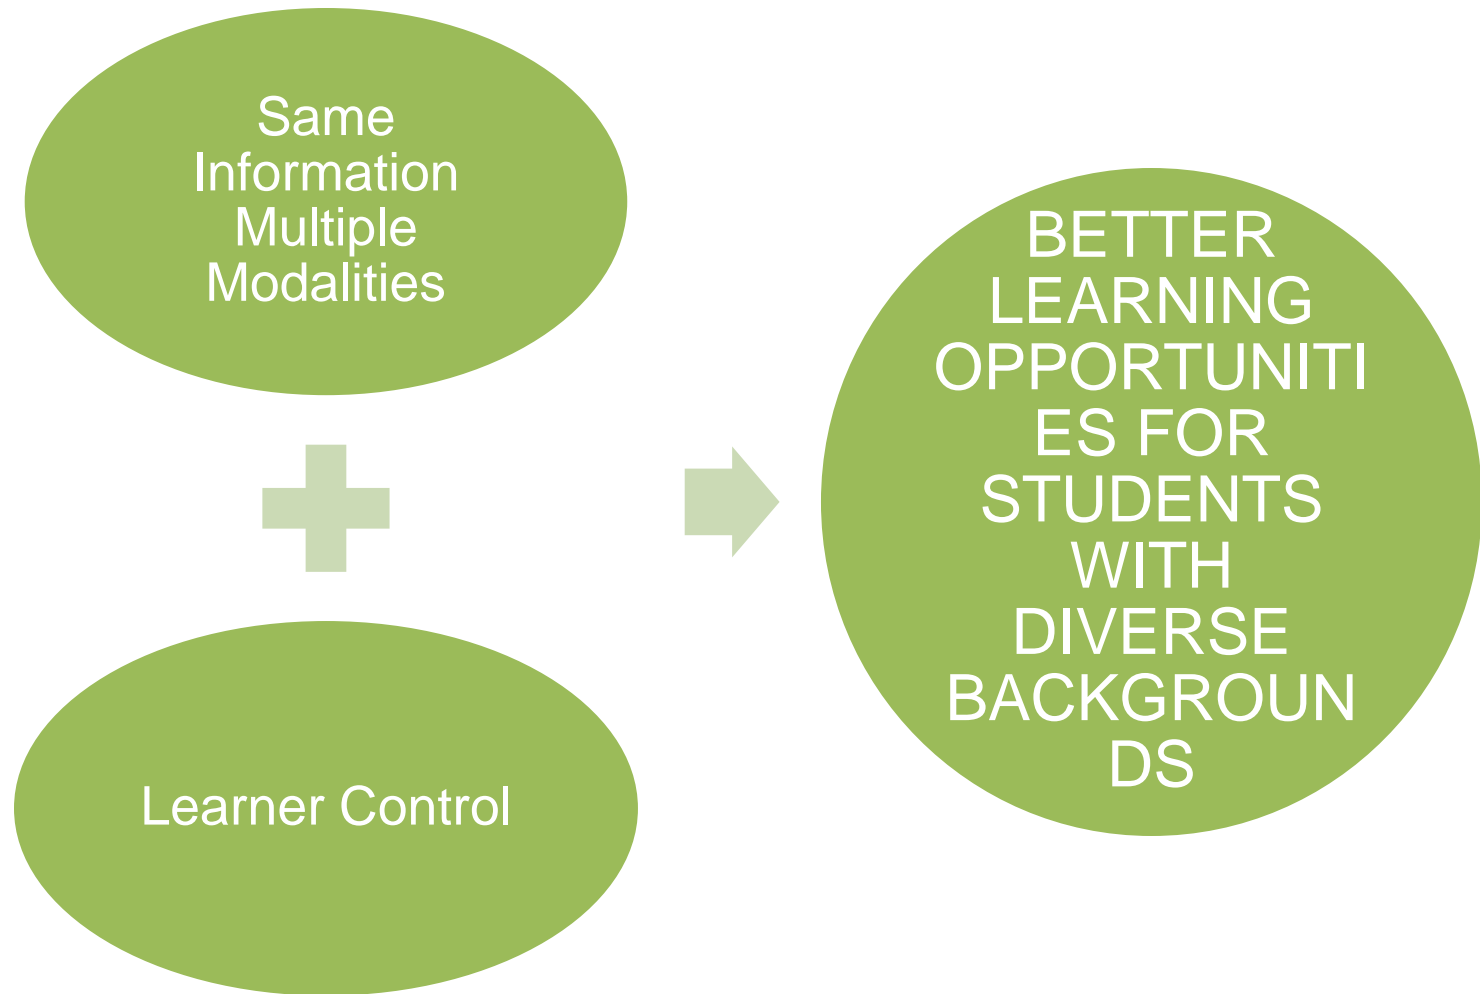 Same
Information
Multiple
Modalities
Learner Control
BETTER
LEARNING
OPPORTUNITI
ES FOR
STUDENTS
WITH
DIVERSE
BACKGROUN
DS